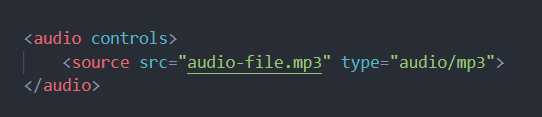 <audio controls>
    <source src="audio-file.mp3" type="audio/mp3">
</audio>